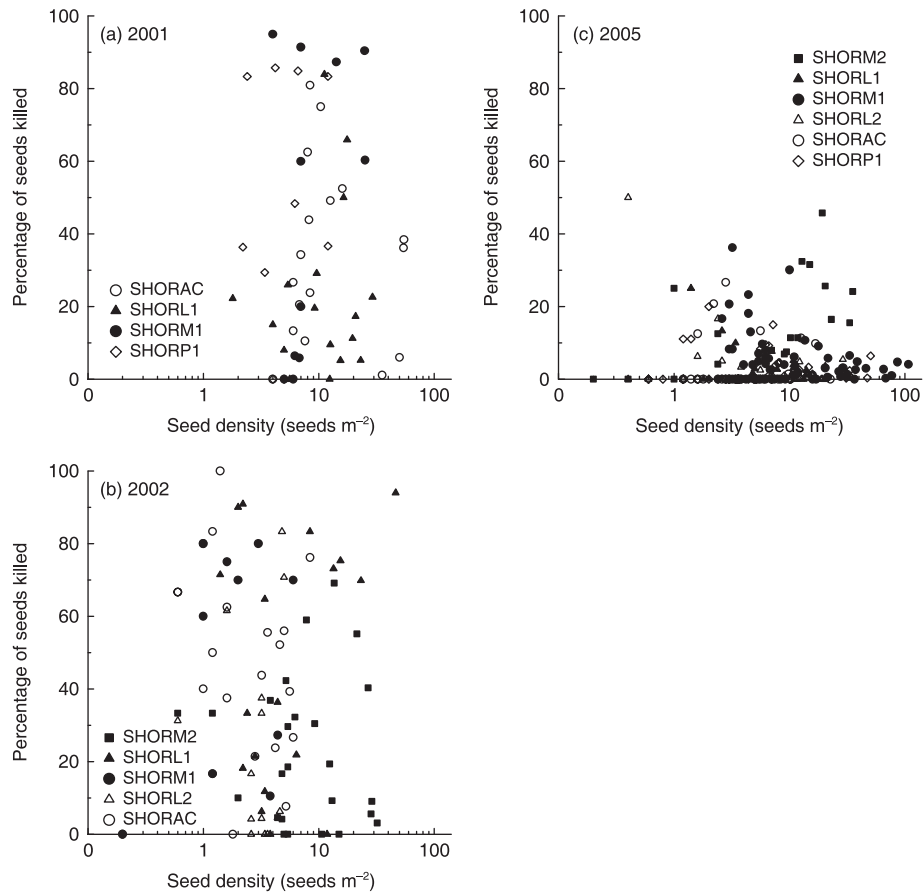 (a) 2001
100
80
60
40
20
0
Percentage of seeds killed
SHORAC
SHORL1
SHORM1
SHORP1
0 1 10 100
Seed density (seeds m⁻²)
(c) 2005
100
80
60
40
20
0
Percentage of seeds killed
SHORM2
SHORL1
SHORM1
SHORL2
SHORAC
SHORP1
0 1 10 100
Seed density (seeds m⁻²)
(b) 2002
100
80
60
40
20
0
Percentage of seeds killed
SHORM2
SHORL1
SHORM1
SHORL2
SHORAC
0 1 10 100
Seed density (seeds m⁻²)